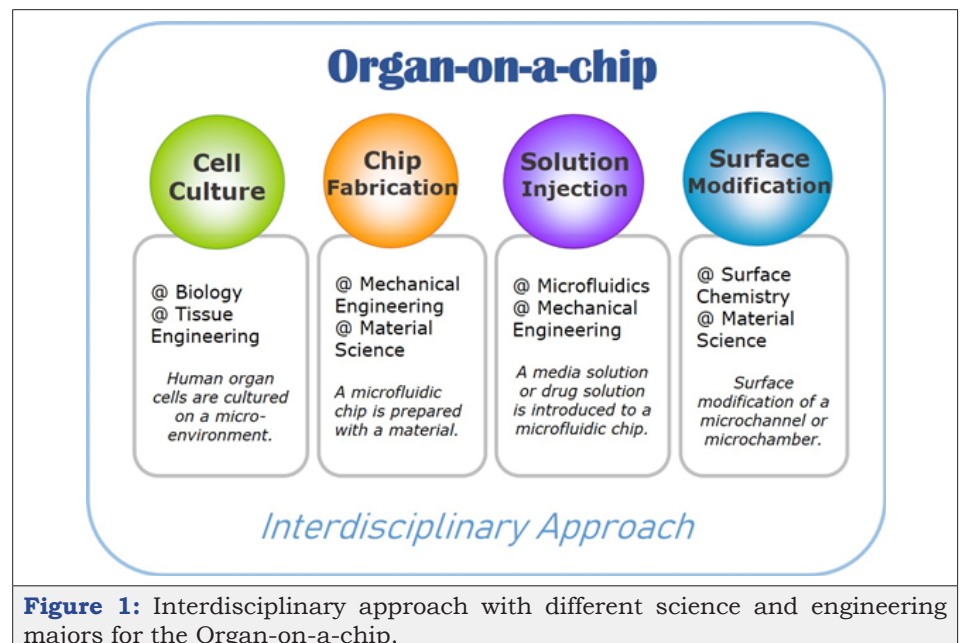 Organ-on-a-chip
Cell
Culture
@ Biology
@ Tissue
Engineering
Human organ
cells are cultured
on a micro-
environment.
Chip
Fabrication
@ Mechanical
Engineering
@ Material
Science
A microfluidic
chip is prepared
with a material.
Solution
Injection
@ Microfluidics
@ Mechanical
Engineering
A media solution
or drug solution
is introduced to a
microfluidic chip.
Surface
Modification
@ Surface
Chemistry
@ Material
Science
Surface
modification of a
microchannel or
microchamber.
Interdisciplinary Approach
Figure 1: Interdisciplinary approach with different science and engineering
majors for the Organ-on-a-chip.